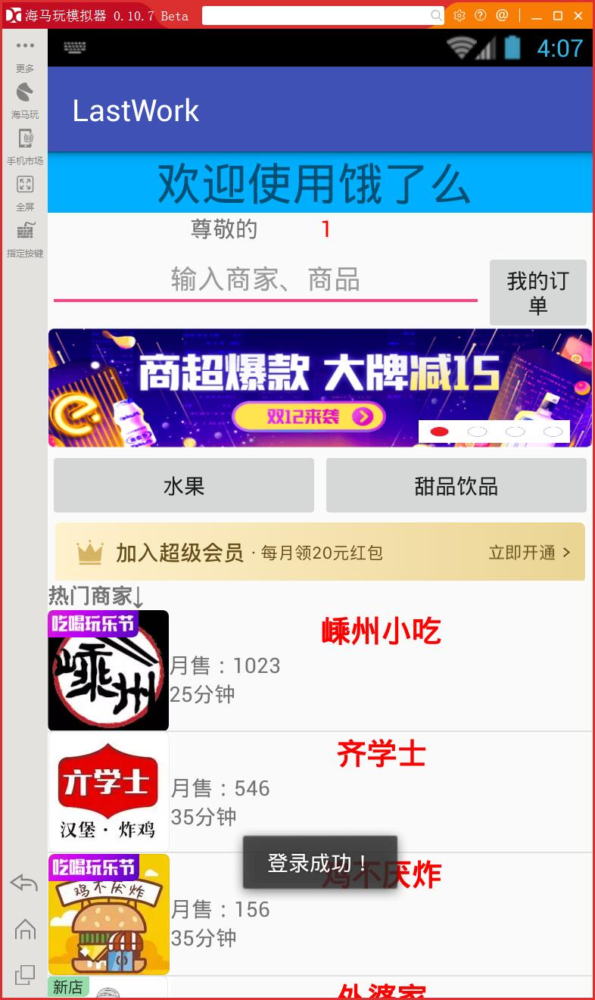 海马玩模拟器 0.10.7 Beta
更多
海马玩
手机市场
全屏
指定按键
4:07
LastWork
欢迎使用饿了么
尊敬的 1
输入商家、商品
我的订
单
商超爆款 大牌减15
双12来袭
水果
甜品饮品
加入超级会员 · 每月领20元红包 立即开通 >
热门商家↓
吃喝玩乐节
嵊州
嵊州小吃
月售：1023
25分钟
齐学士
汉堡· 炸鸡
齐学士
月售：546
35分钟
登录成功！
吃喝玩乐节
鸡不厌炸
鸡不厌炸
月售：156
35分钟
新店
外婆家